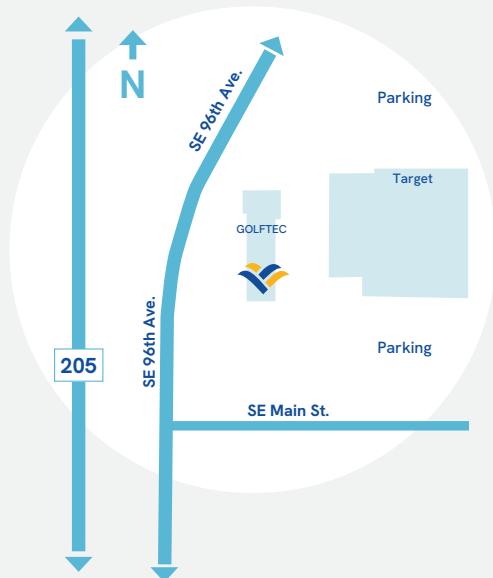 N
SE 96th Ave.
Parking
Target
GOLFTEC
SE 96th Ave.
205
Parking
SE Main St.